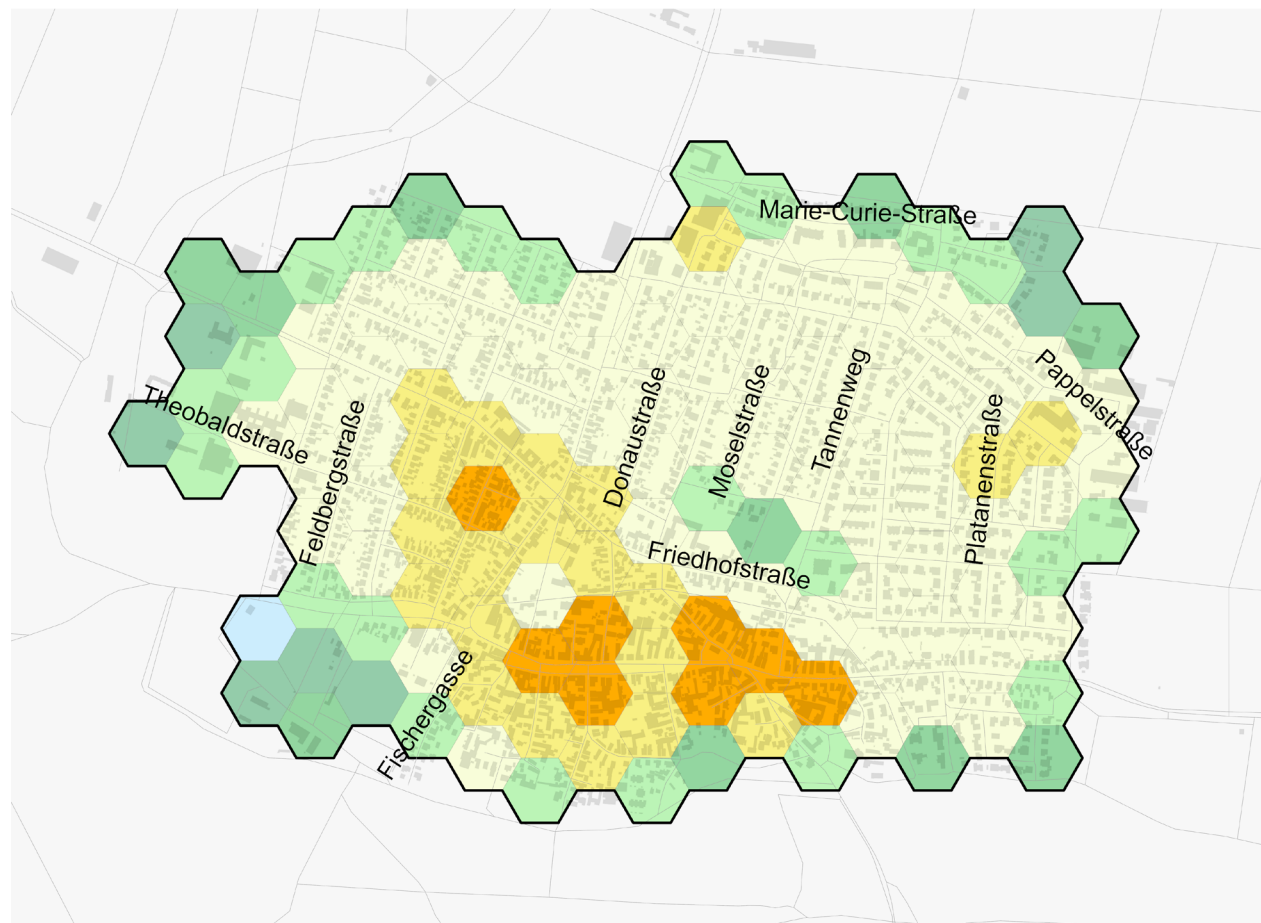 Marie-Curie-Straße
Theobaldstraße
Feldbergstraße
Donaustraße
Moselstraße
Tannenweg
Platanenstraße
Pappelstraße
Friedhofstraße
Fischergasse